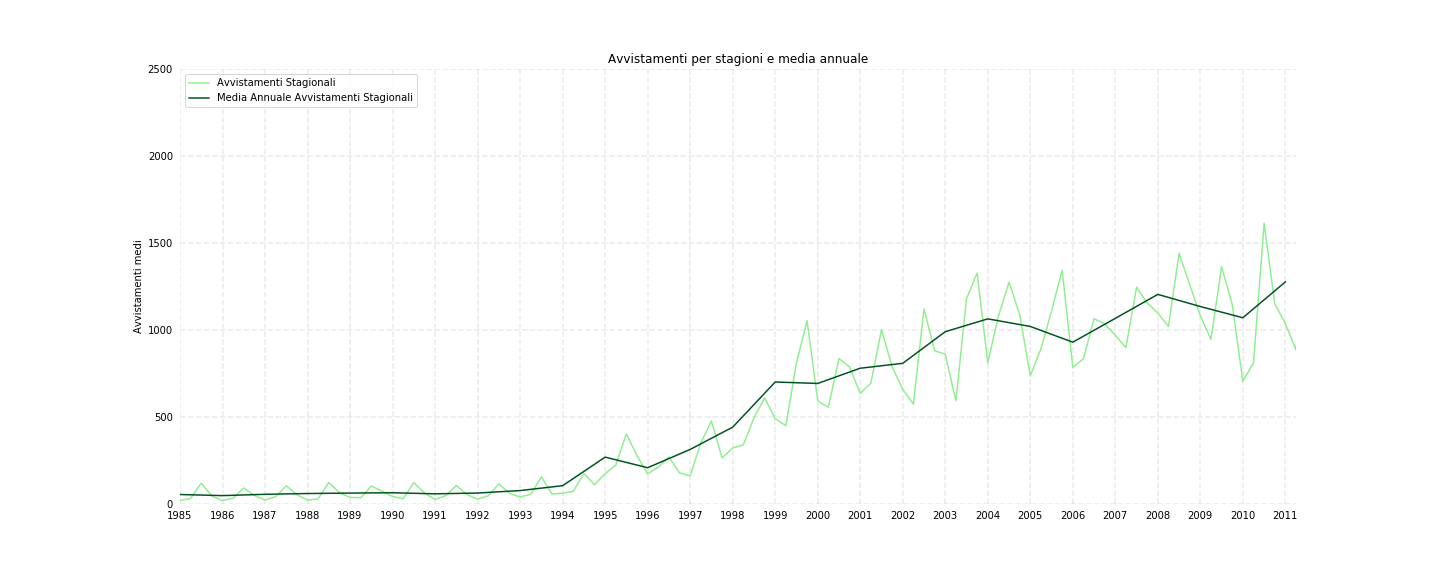 Avvistamenti per stagioni e media annuale
Avvistamenti Stagionali
Media Annuale Avvistamenti Stagionali
Avvistamenti medi
2500
2000
1500
1000
500
0
1985 1986 1987 1988 1989 1990 1991 1992 1993 1994 1995 1996 1997 1998 1999 2000 2001 2002 2003 2004 2005 2006 2007 2008 2009 2010 2011